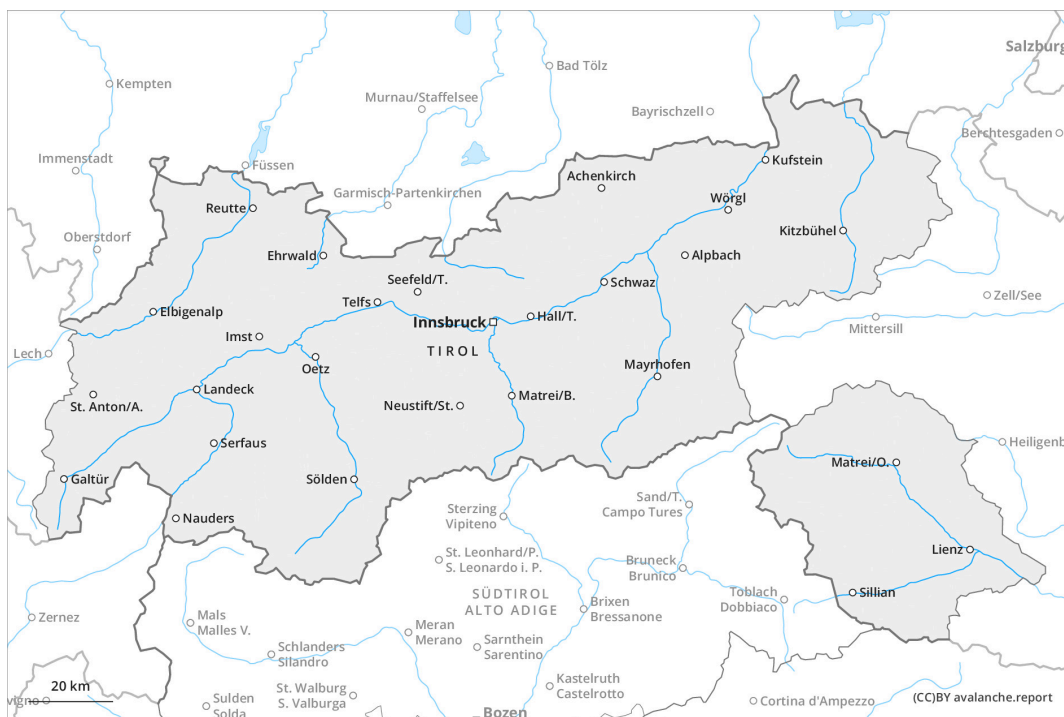 Salzburg
Kempten
Bad Tölz
Murnau/Staffelsee
Bayrischzell
Berchtesgaden
Immenstadt
Füssen
Kufstein
Achenkirch
Garmisch-Partenkirchen
Reutte
Wörgl
Oberstdorf
Kitzbühel
Ehrwald
Alpbach
Seefeld/T.
Schwaz
Zell/See
Telfs
Elbigenalp
Hall/T.
Innsbruck
Mittersill
Imst
TIROL
Lech
Oetz
Mayrhofen
Landeck
Matrei/B.
St. Anton/A.
Neustift/St.
Serfaus
Heiligenb
Matrei/O.
Galtür
Sölden
Sand/T.
Campo Tures
Sterzing
Vipiteno
Nauders
Lienz
St. Leonhard/P.
S. Leonardo i. P.
Bruneck
Brunico
SÜDTIROL
ALTO ADIGE
Toblach
Dobbiaco
Sillian
Brixen
Bressanone
Zernez
Mals
Malles V.
Meran
Merano
Sarnthein
Sarentino
Schlanders
Silandro
Kastelruth
Castelrotto
20 km
St. Walburg
S. Valburga
vigno
Sulden
Solda
Cortina d'Ampezzo
(CC)BY avalanche.report
Bozen